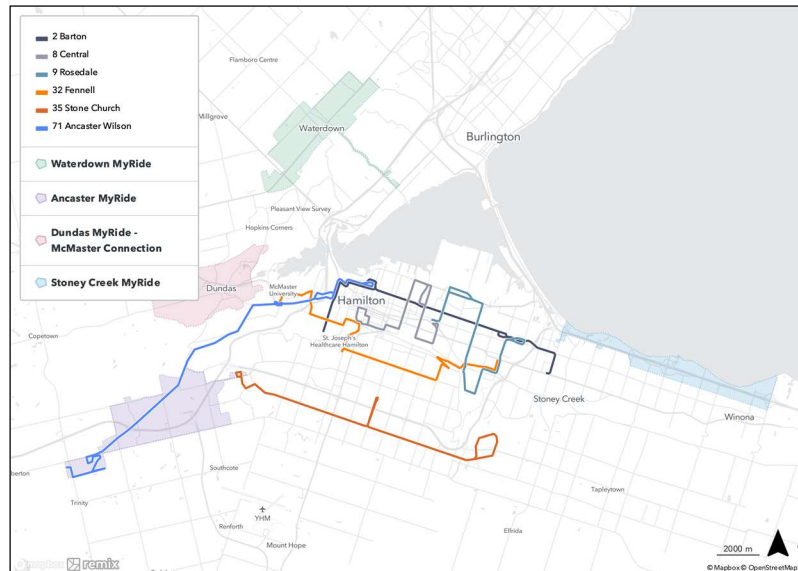 2 Barton
8 Central
9 Rosedale
32 Fennell
35 Stone Church
71 Ancaster Wilson
Waterdown MyRide
Ancaster MyRide
Dundas MyRide -
McMaster Connection
Stoney Creek MyRide
Flamboro Centre
Millgrove
Waterdown
Burlington
Pleasant View Survey
Hopkins Corners
McMaster
University
Dundas
Hamilton
Copetown
St. Joseph's
Healthcare Hamilton
Stoney Creek
Winona
berton
Southcote
Trinity
Tapleytown
YHM
Renforth
Elfrida
Mount Hope
2000 m
mapbox remix
© Mapbox © OpenStreetMap